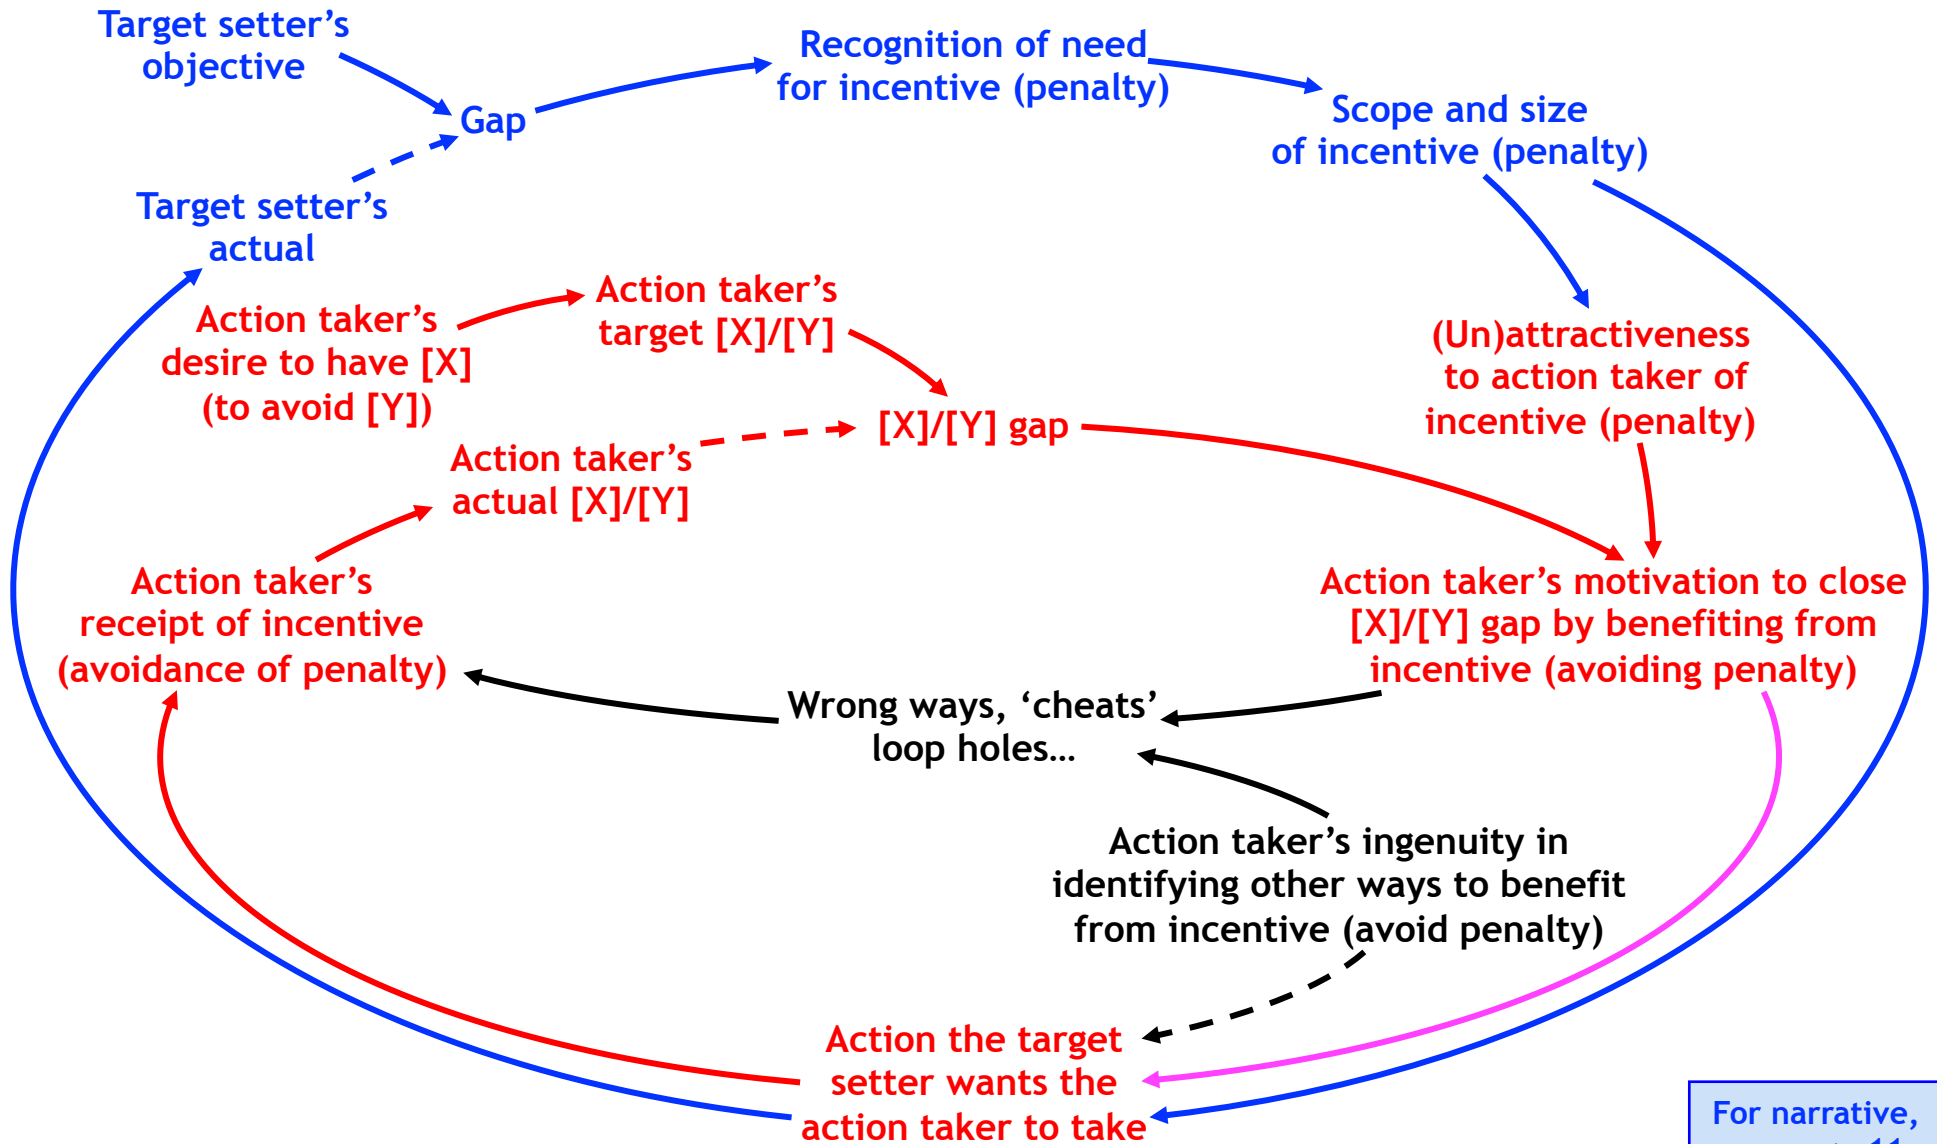 Target setter’s
objective
Gap
Recognition of need
for incentive (penalty)
Scope and size
of incentive (penalty)
Target setter’s
actual
Action taker’s
desire to have [X]
(to avoid [Y])
Action taker’s
target [X]/[Y]
[X]/[Y] gap
(Un)attractiveness
to action taker of
incentive (penalty)
Action taker’s
actual [X]/[Y]
Action taker’s
receipt of incentive
(avoidance of penalty)
Action taker’s motivation to close
[X]/[Y] gap by benefiting from
incentive (avoiding penalty)
Wrong ways, ‘cheats’
loop holes…
Action taker’s ingenuity in
identifying other ways to benefit
from incentive (avoid penalty)
Action the target
setter wants the
action taker to take
For narrative,